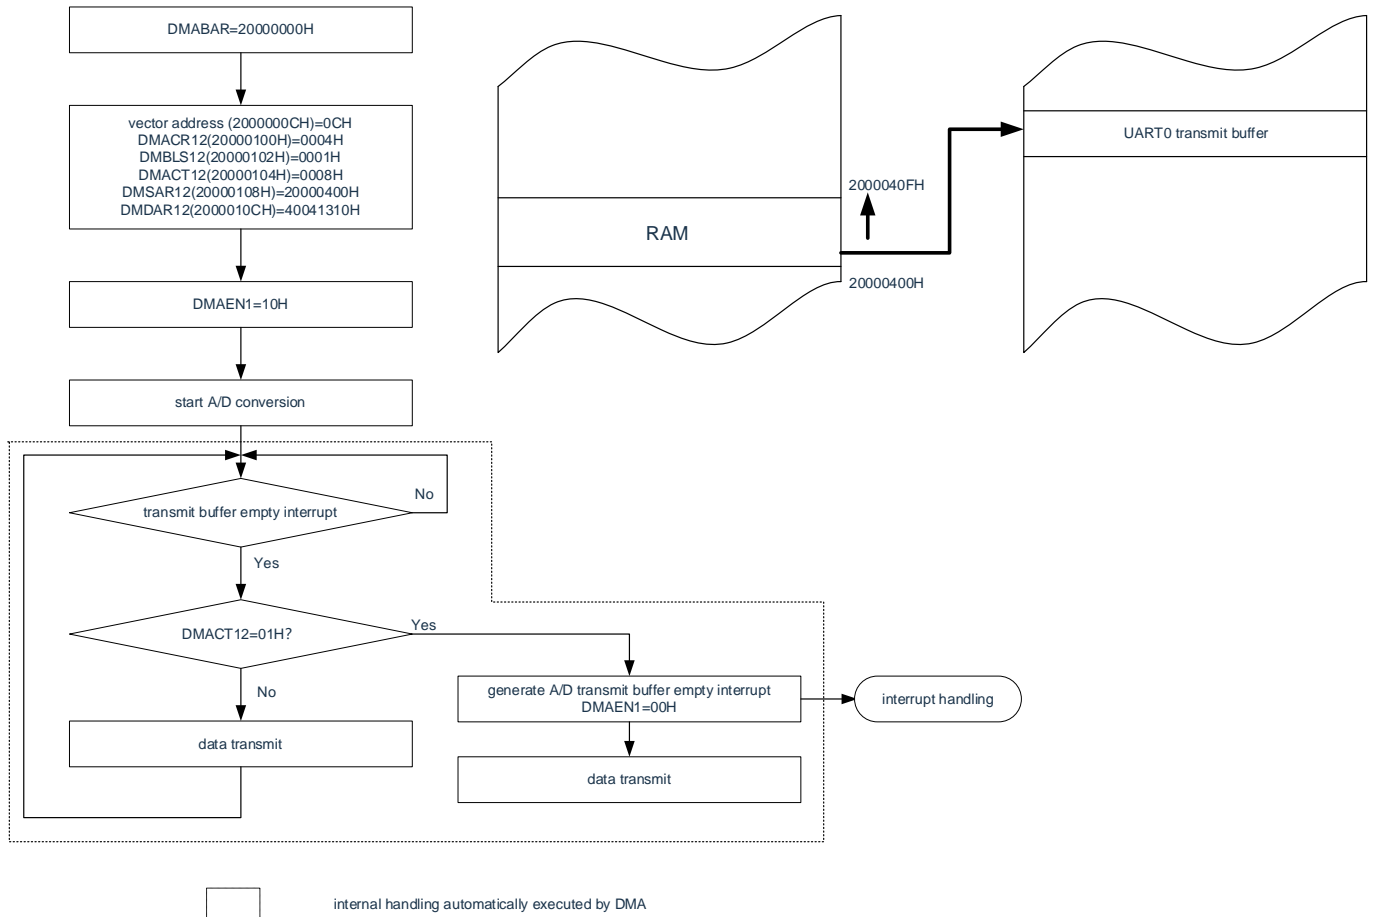 DMABAR=20000000H
vector address (2000000CH)=0CH
DMACR12(20000100H)=0004H
DMBLS12(20000102H)=0001H
DMACT12(20000104H)=0008H
DMSAR12(20000108H)=20000400H
DMDAR12(2000010CH)=40041310H
DMAEN1=10H
start A/D conversion
transmit buffer empty interrupt
No
Yes
DMACT12=01H?
Yes
No
data transmit
generate A/D transmit buffer empty interrupt
DMAEN1=00H
data transmit
interrupt handling
RAM
2000040FH
20000400H
UART0 transmit buffer
internal handling automatically executed by DMA